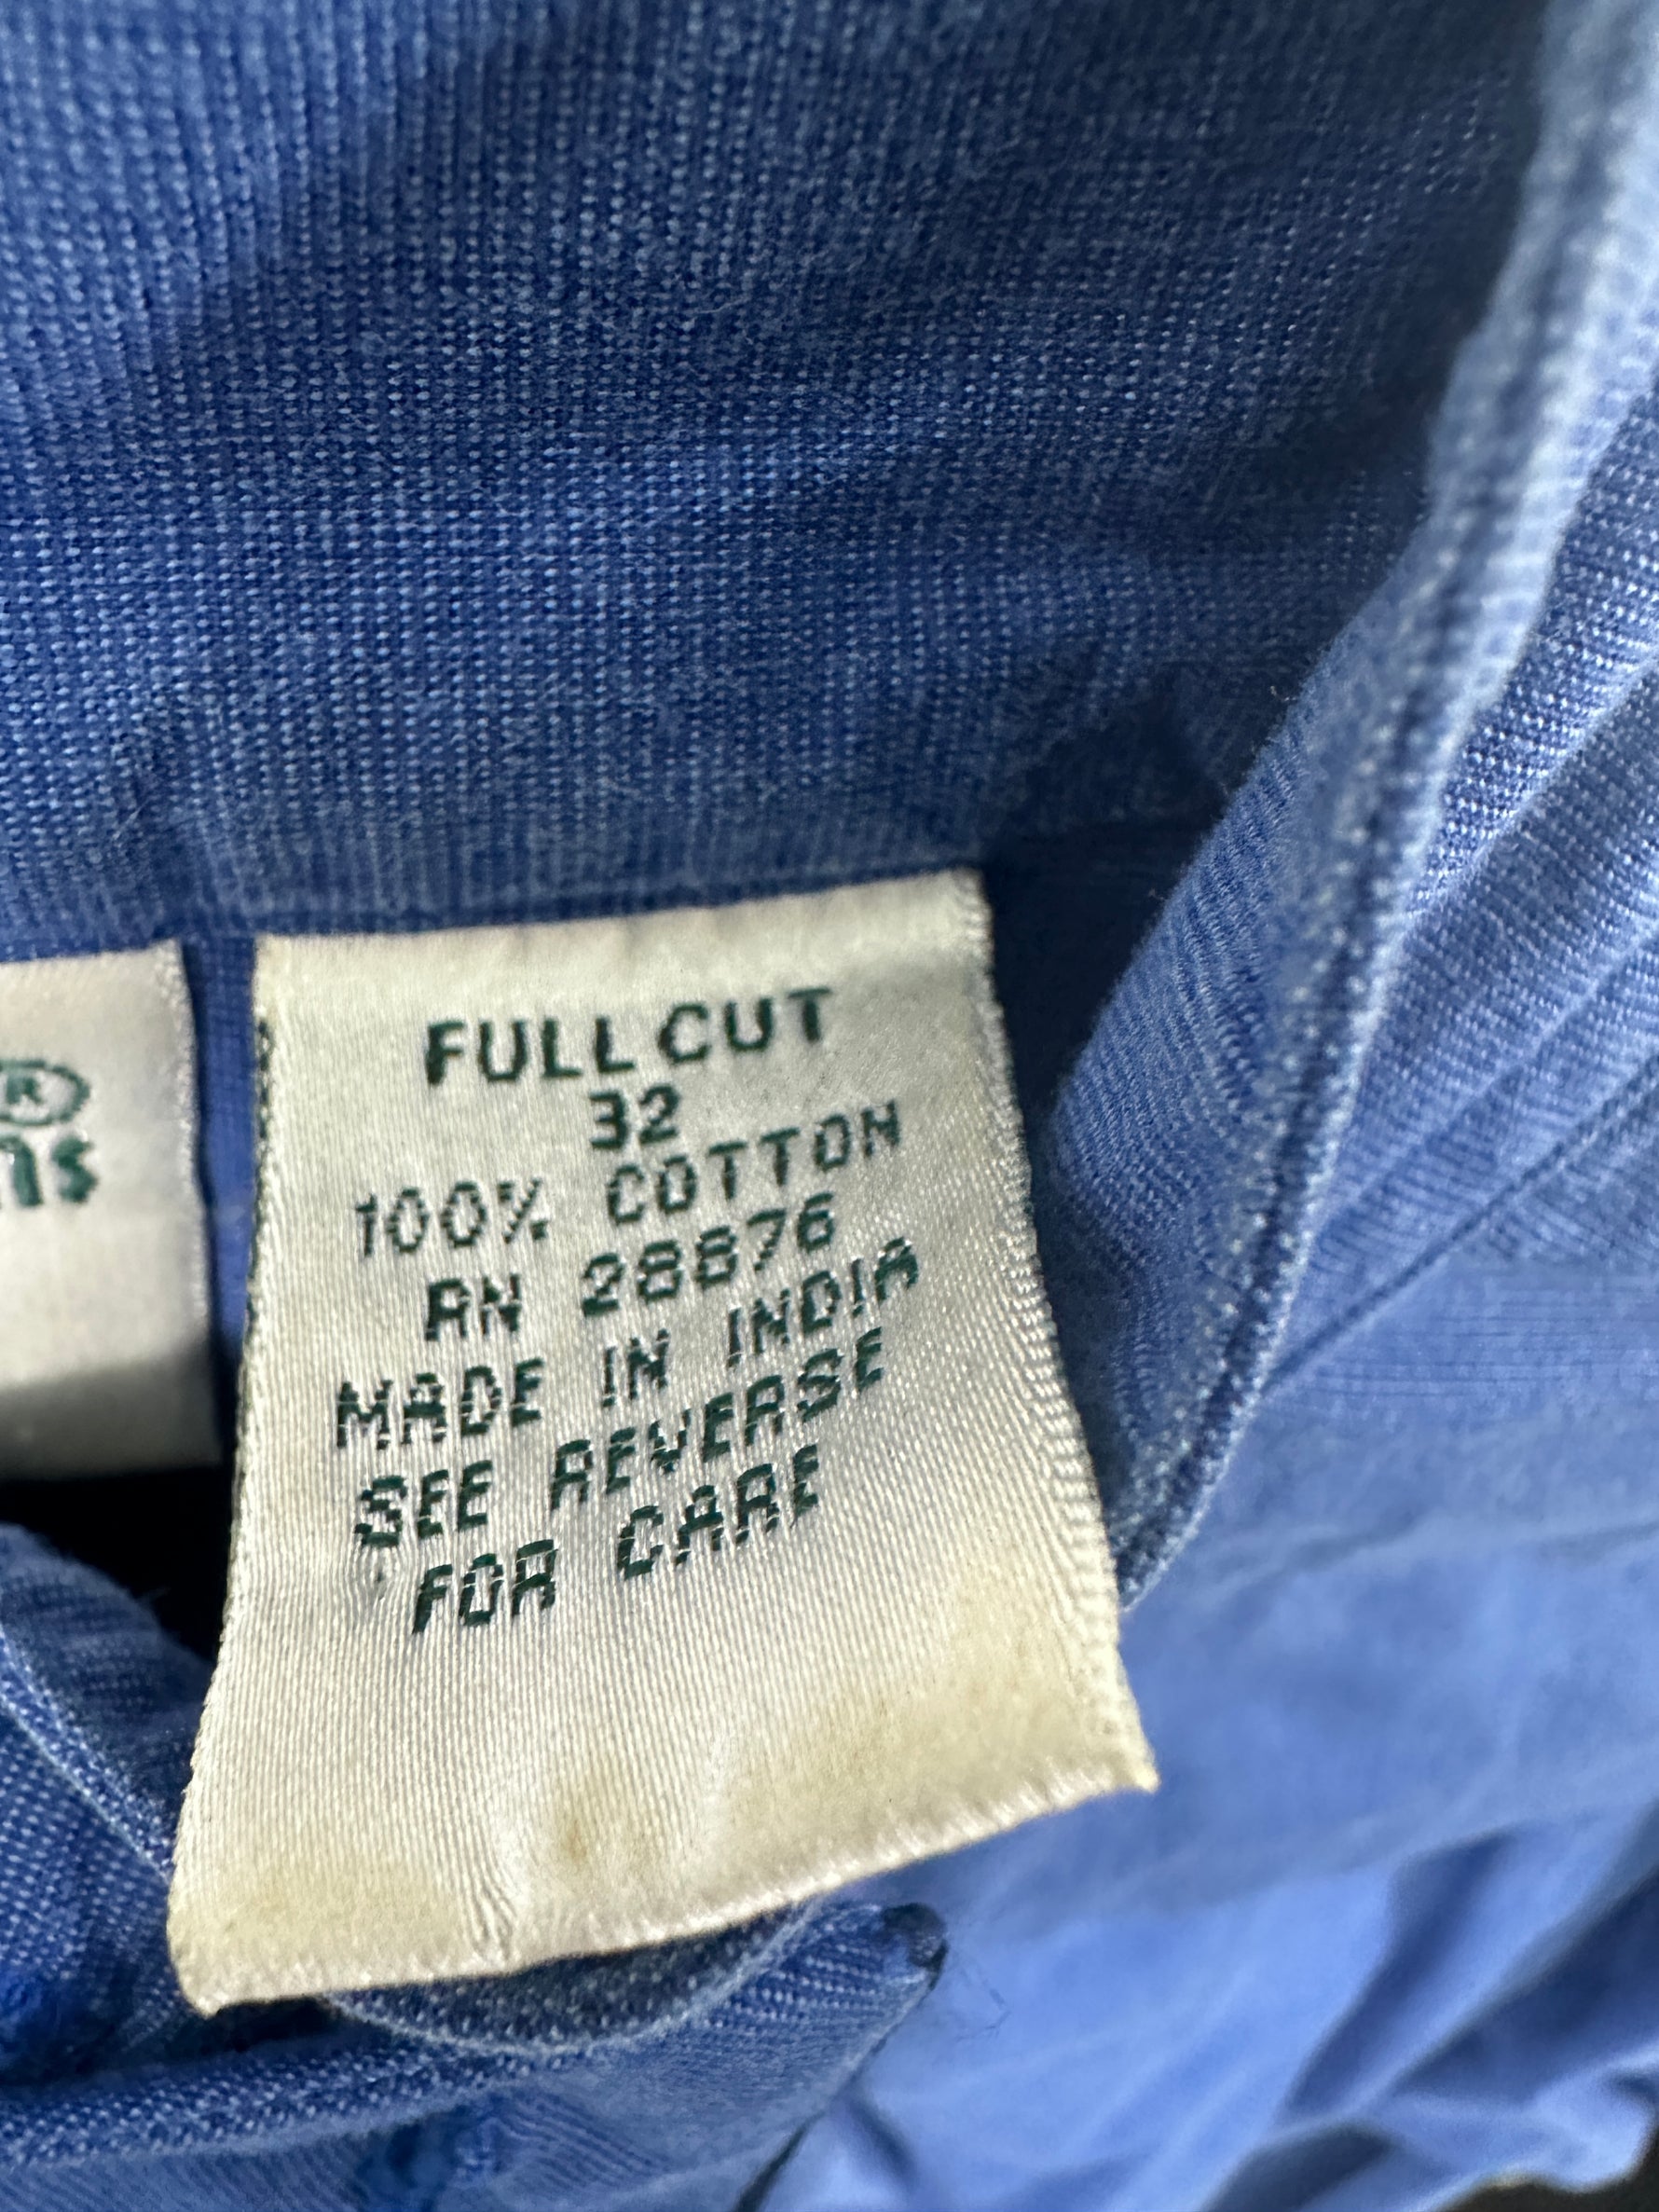 ®
FULL CUT
32
100% COTTON
RN 28876
MADE IN INDIA
SEE REVERSE
FOR CARE